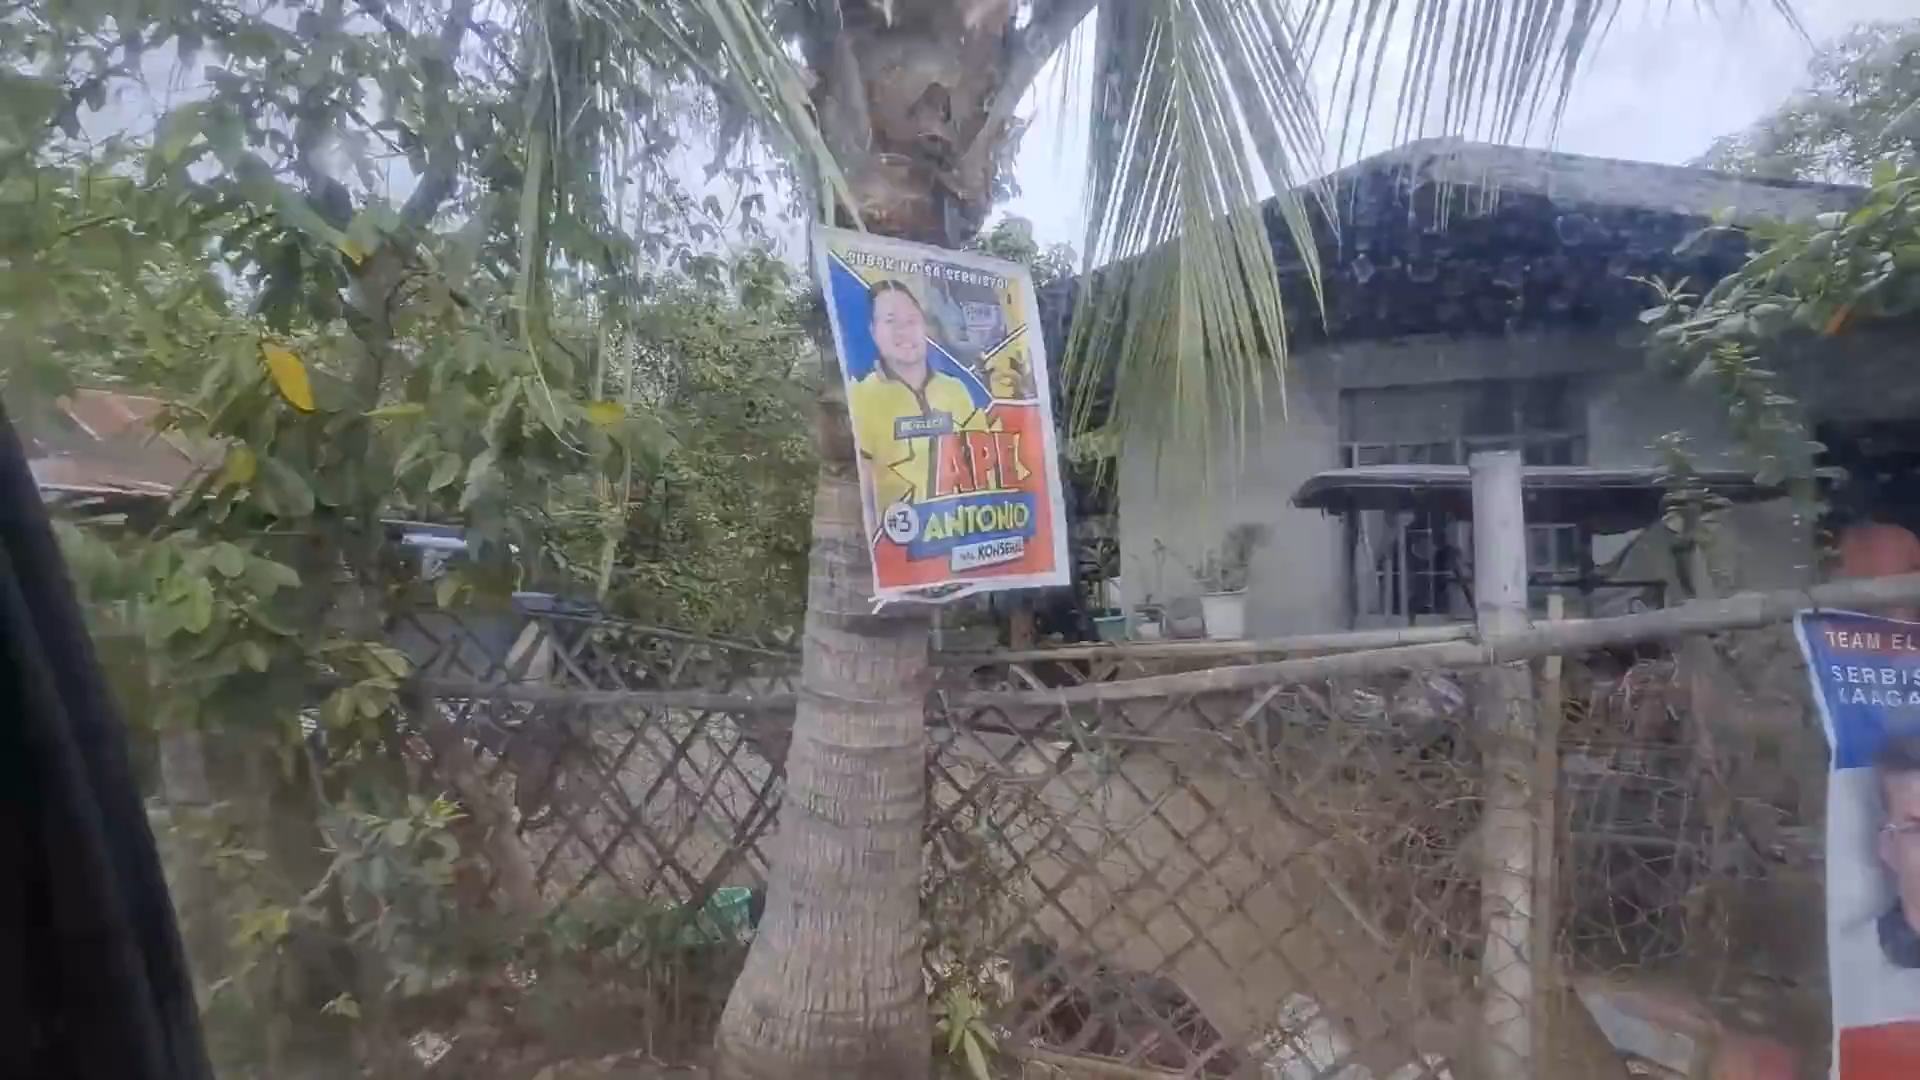 SUBOK NA SA SERBISYO!
APE
#3 ANTONIO
KONSEHAL
TEAM EL
SERBIS
KAAGA